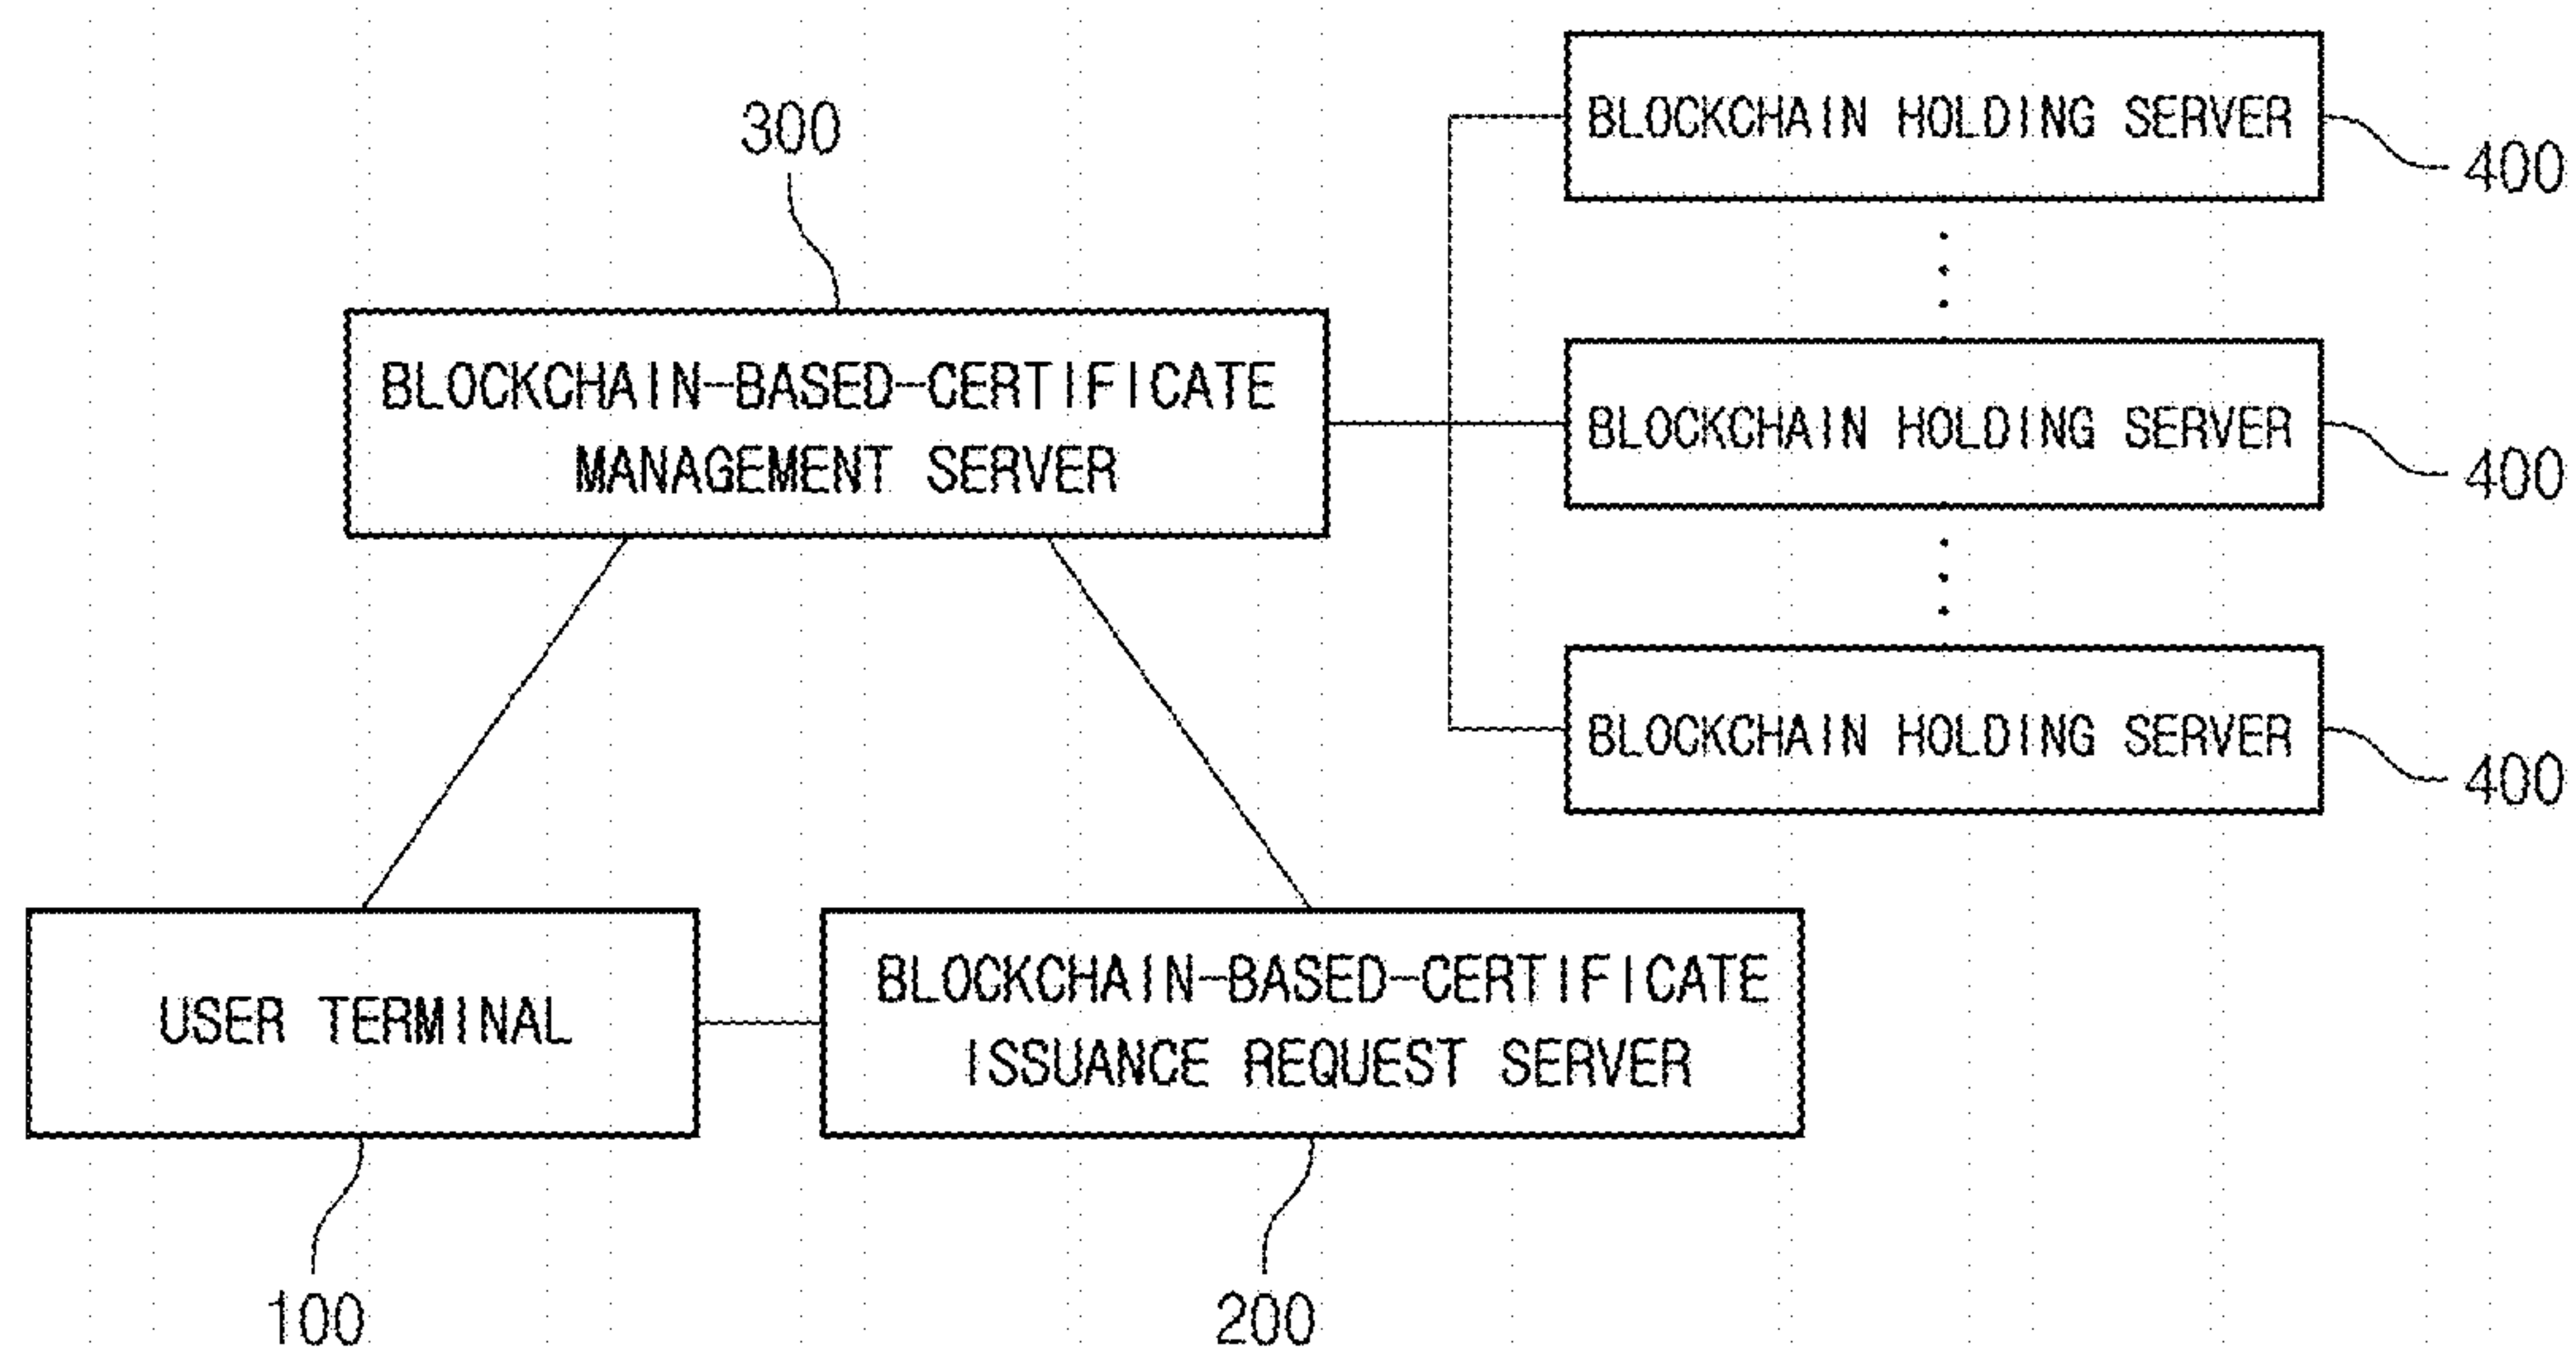 BLOCKCHAIN HOLDING SERVER
400
300
BLOCKCHAIN-BASED-CERTIFICATE
MANAGEMENT SERVER
BLOCKCHAIN HOLDING SERVER
400
BLOCKCHAIN HOLDING SERVER
400
USER TERMINAL
BLOCKCHAIN-BASED-CERTIFICATE
ISSUANCE REQUEST SERVER
100
200